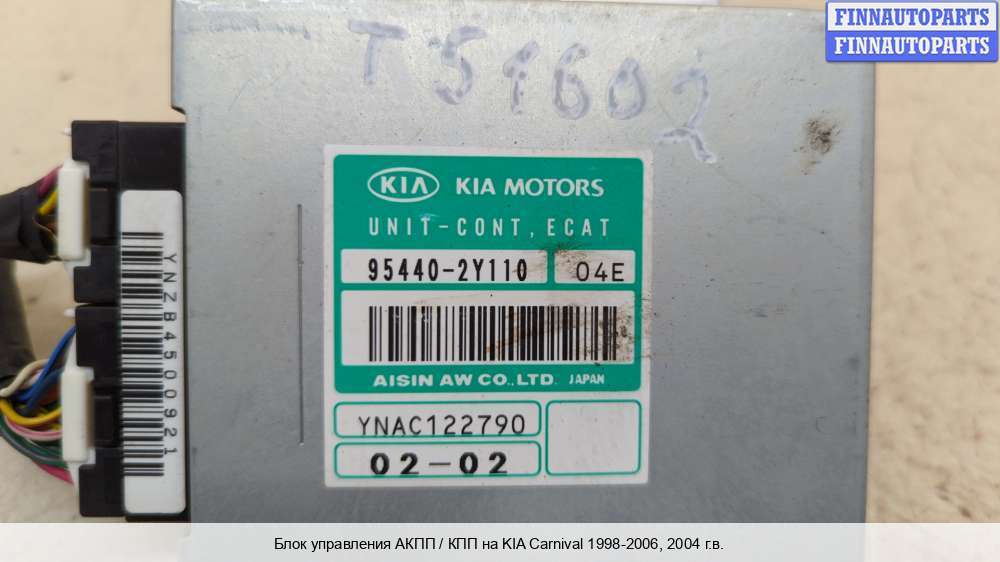 FINNAUTOPARTS
FINNAUTOPARTS
T51602
KIA KIA MOTORS
UNIT-CONT, ECAT
95440-2Y110 04E
AISIN AW CO.,LTD. JAPAN
YNAC122790
02-02
YNZB4500921
Блок управления АКПП / КПП на KIA Carnival 1998-2006, 2004 г.в.